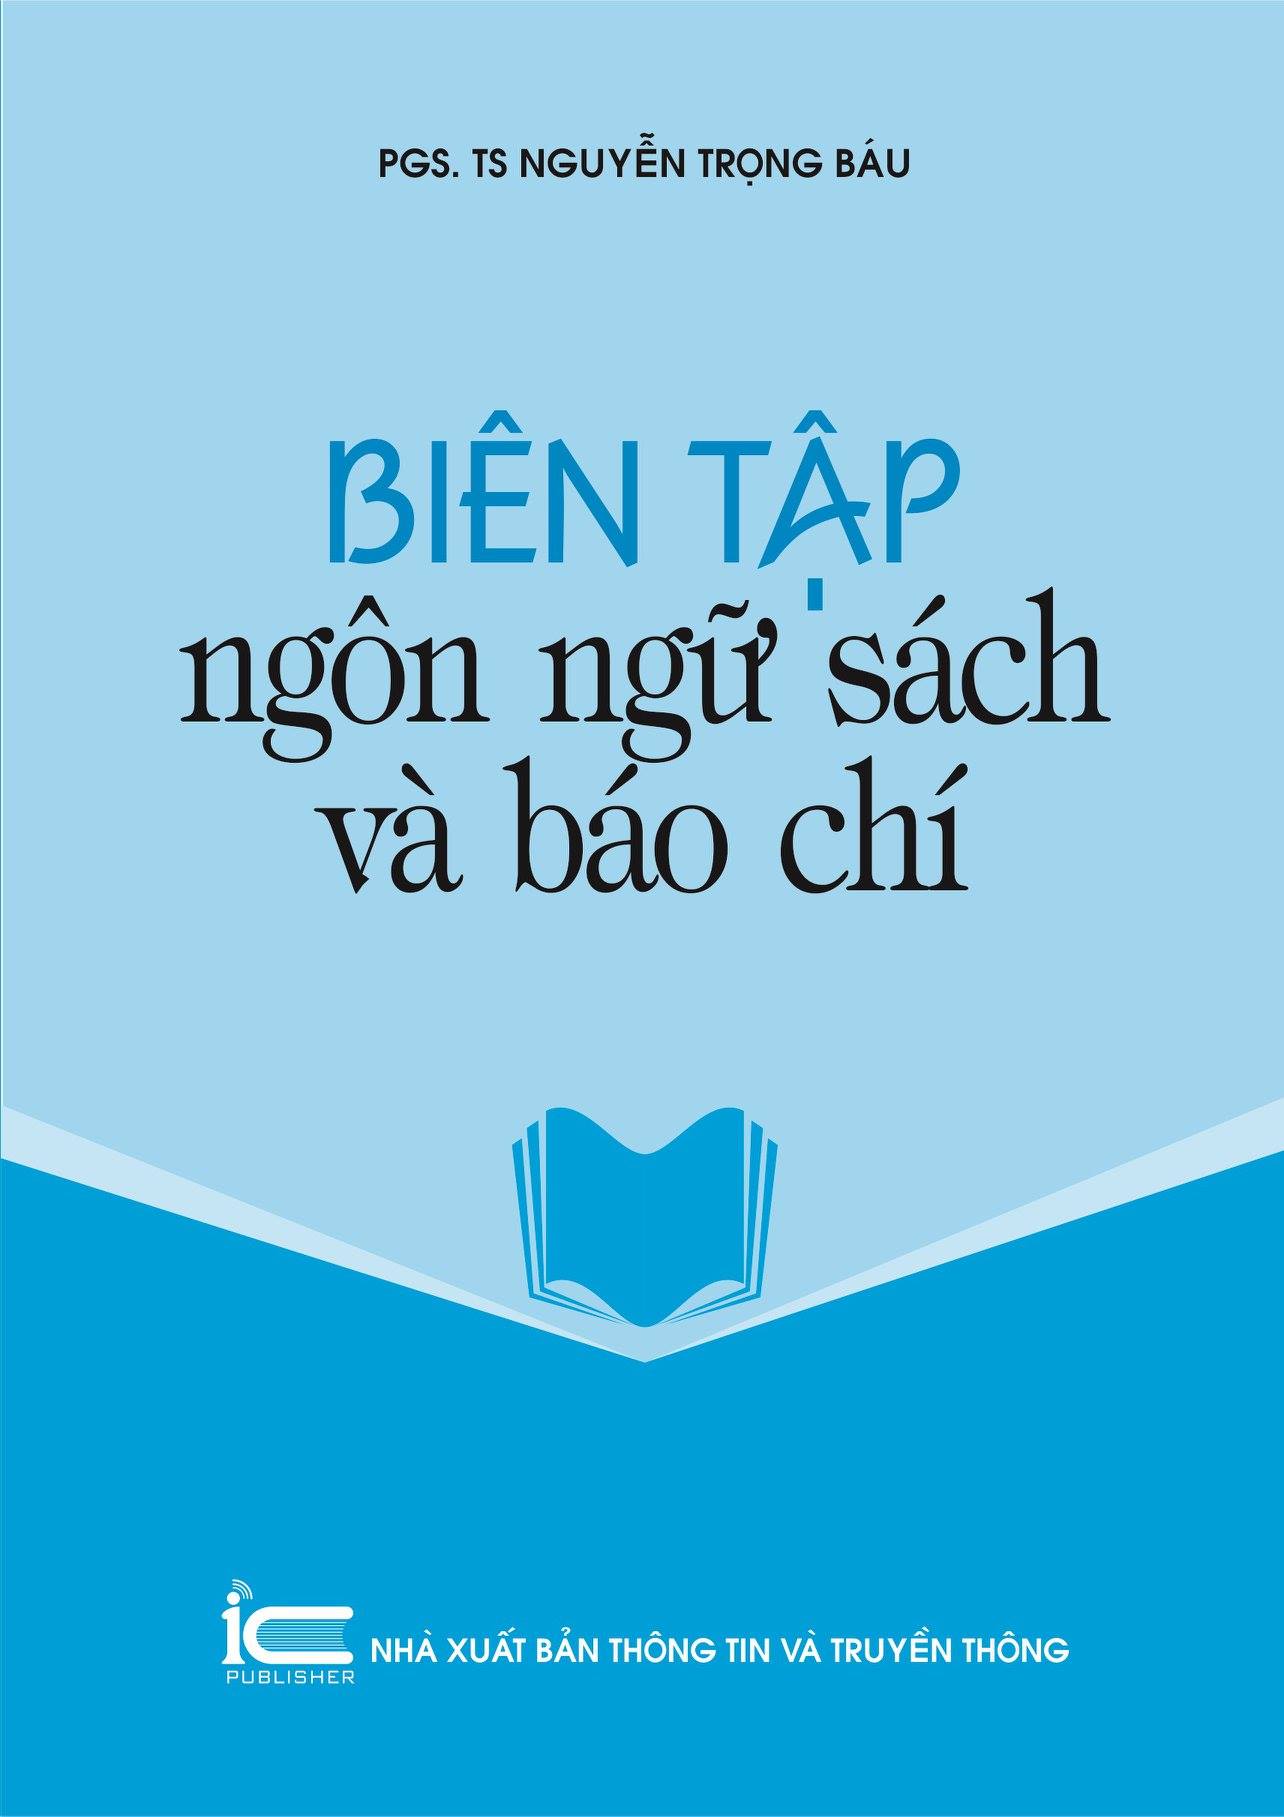 PGS. TS NGUYỄN TRỌNG BÁU
BIÊN TẬP
ngôn ngữ sách
và báo chí
ic
PUBLISHER
NHÀ XUẤT BẢN THÔNG TIN VÀ TRUYỀN THÔNG